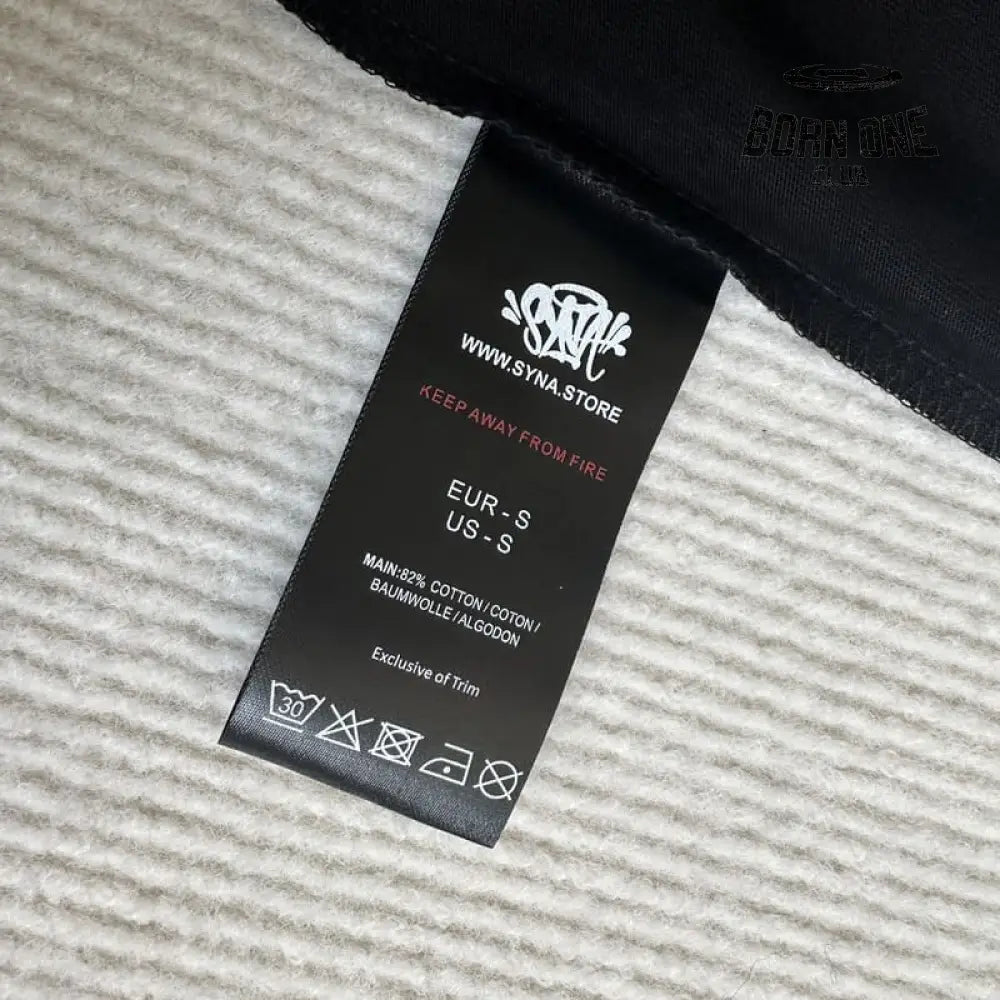 BORN ONE
CLUB
SYNA
WWW.SYNA.STORE
KEEP AWAY FROM FIRE
EUR - S
US - S
MAIN:82% COTTON / COTON /
BAUMWOLLE / ALGODON
Exclusive of Trim
30